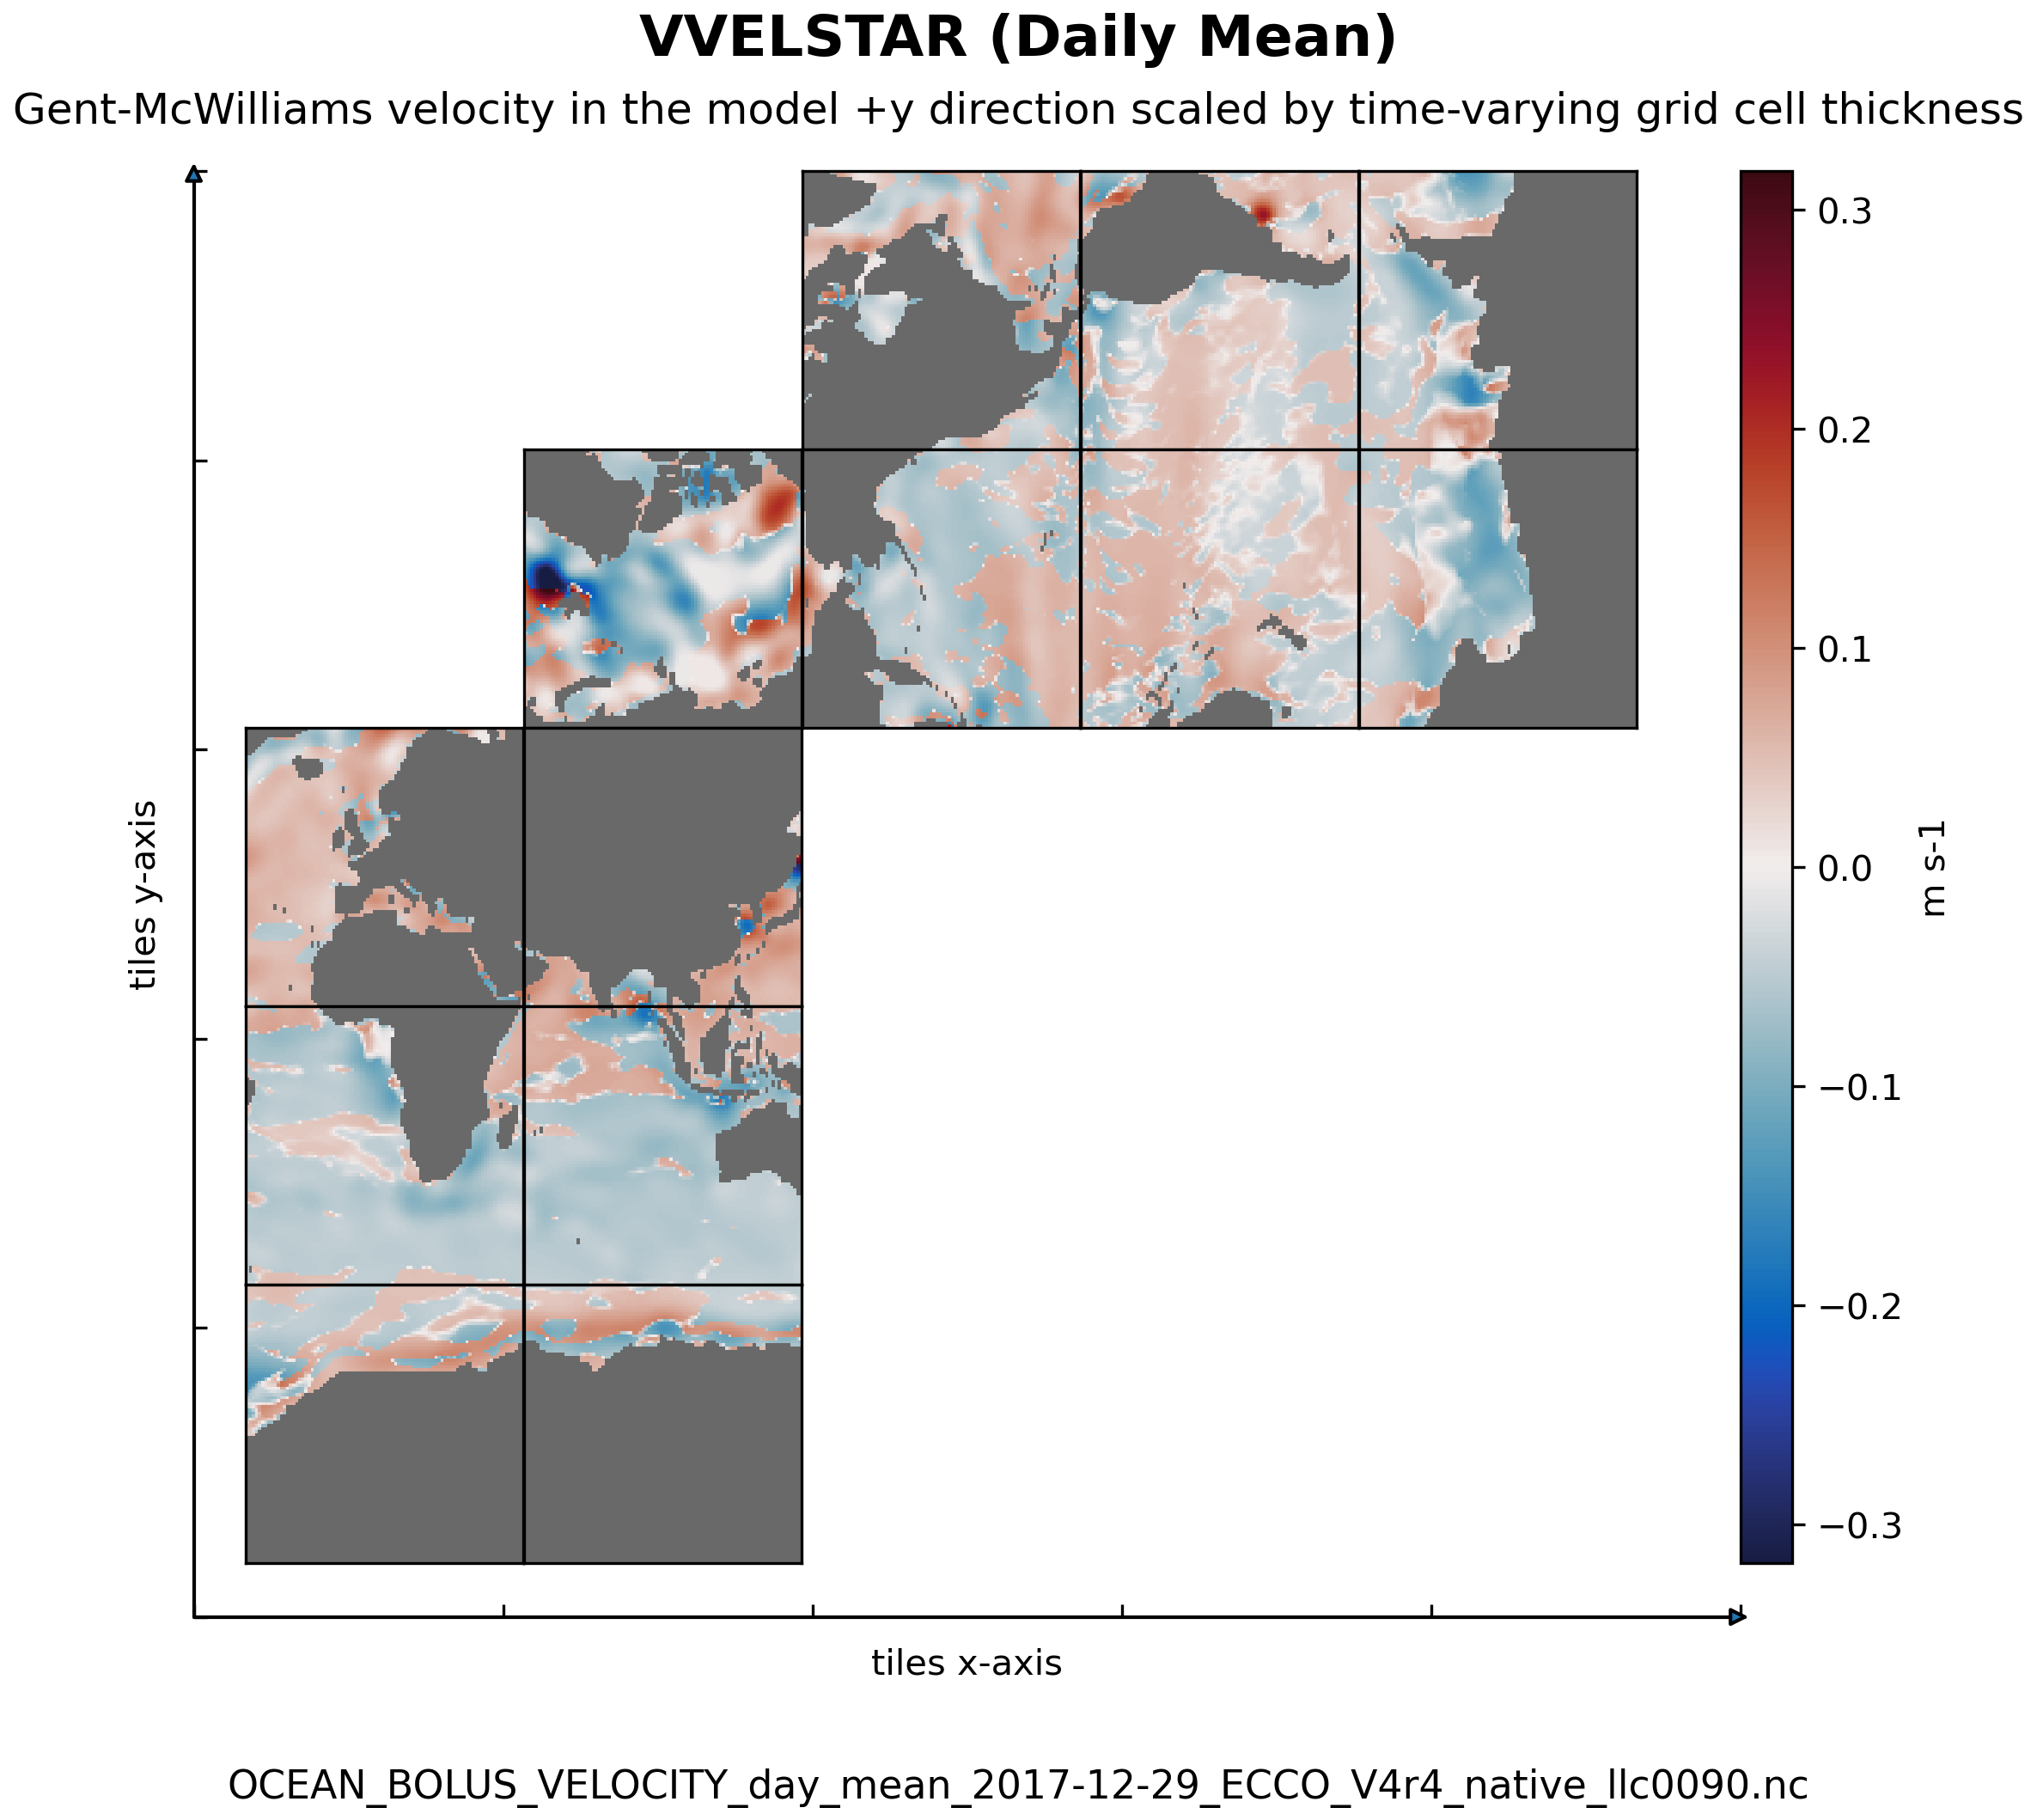 VVELSTAR (Daily Mean)
Gent-McWilliams velocity in the model +y direction scaled by time-varying grid cell thickness
0.3
0.2
0.1
0.0
−0.1
−0.2
−0.3
m s-1
tiles y-axis
tiles x-axis
OCEAN_BOLUS_VELOCITY_day_mean_2017-12-29_ECCO_V4r4_native_llc0090.nc